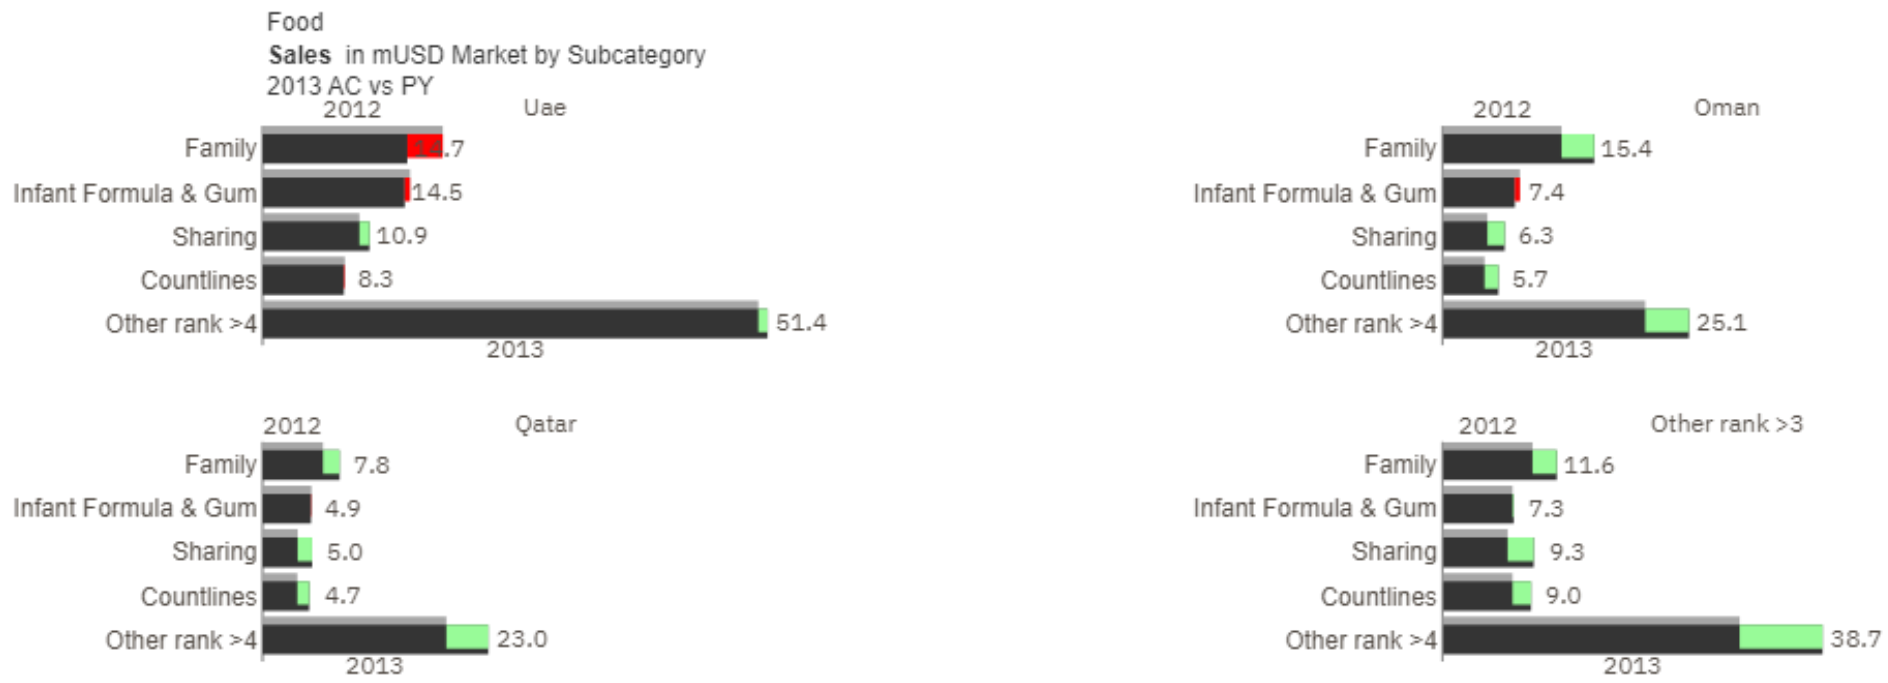 Food
Sales in mUSD Market by Subcategory
2013 AC vs PY
2012 Uae
Family 14.7
Infant Formula & Gum 14.5
Sharing 10.9
Countlines 8.3
Other rank >4 51.4
2013
2012 Oman
Family 15.4
Infant Formula & Gum 7.4
Sharing 6.3
Countlines 5.7
Other rank >4 25.1
2013
2012 Qatar
Family 7.8
Infant Formula & Gum 4.9
Sharing 5.0
Countlines 4.7
Other rank >4 23.0
2013
2012 Other rank >3
Family 11.6
Infant Formula & Gum 7.3
Sharing 9.3
Countlines 9.0
Other rank >4 38.7
2013